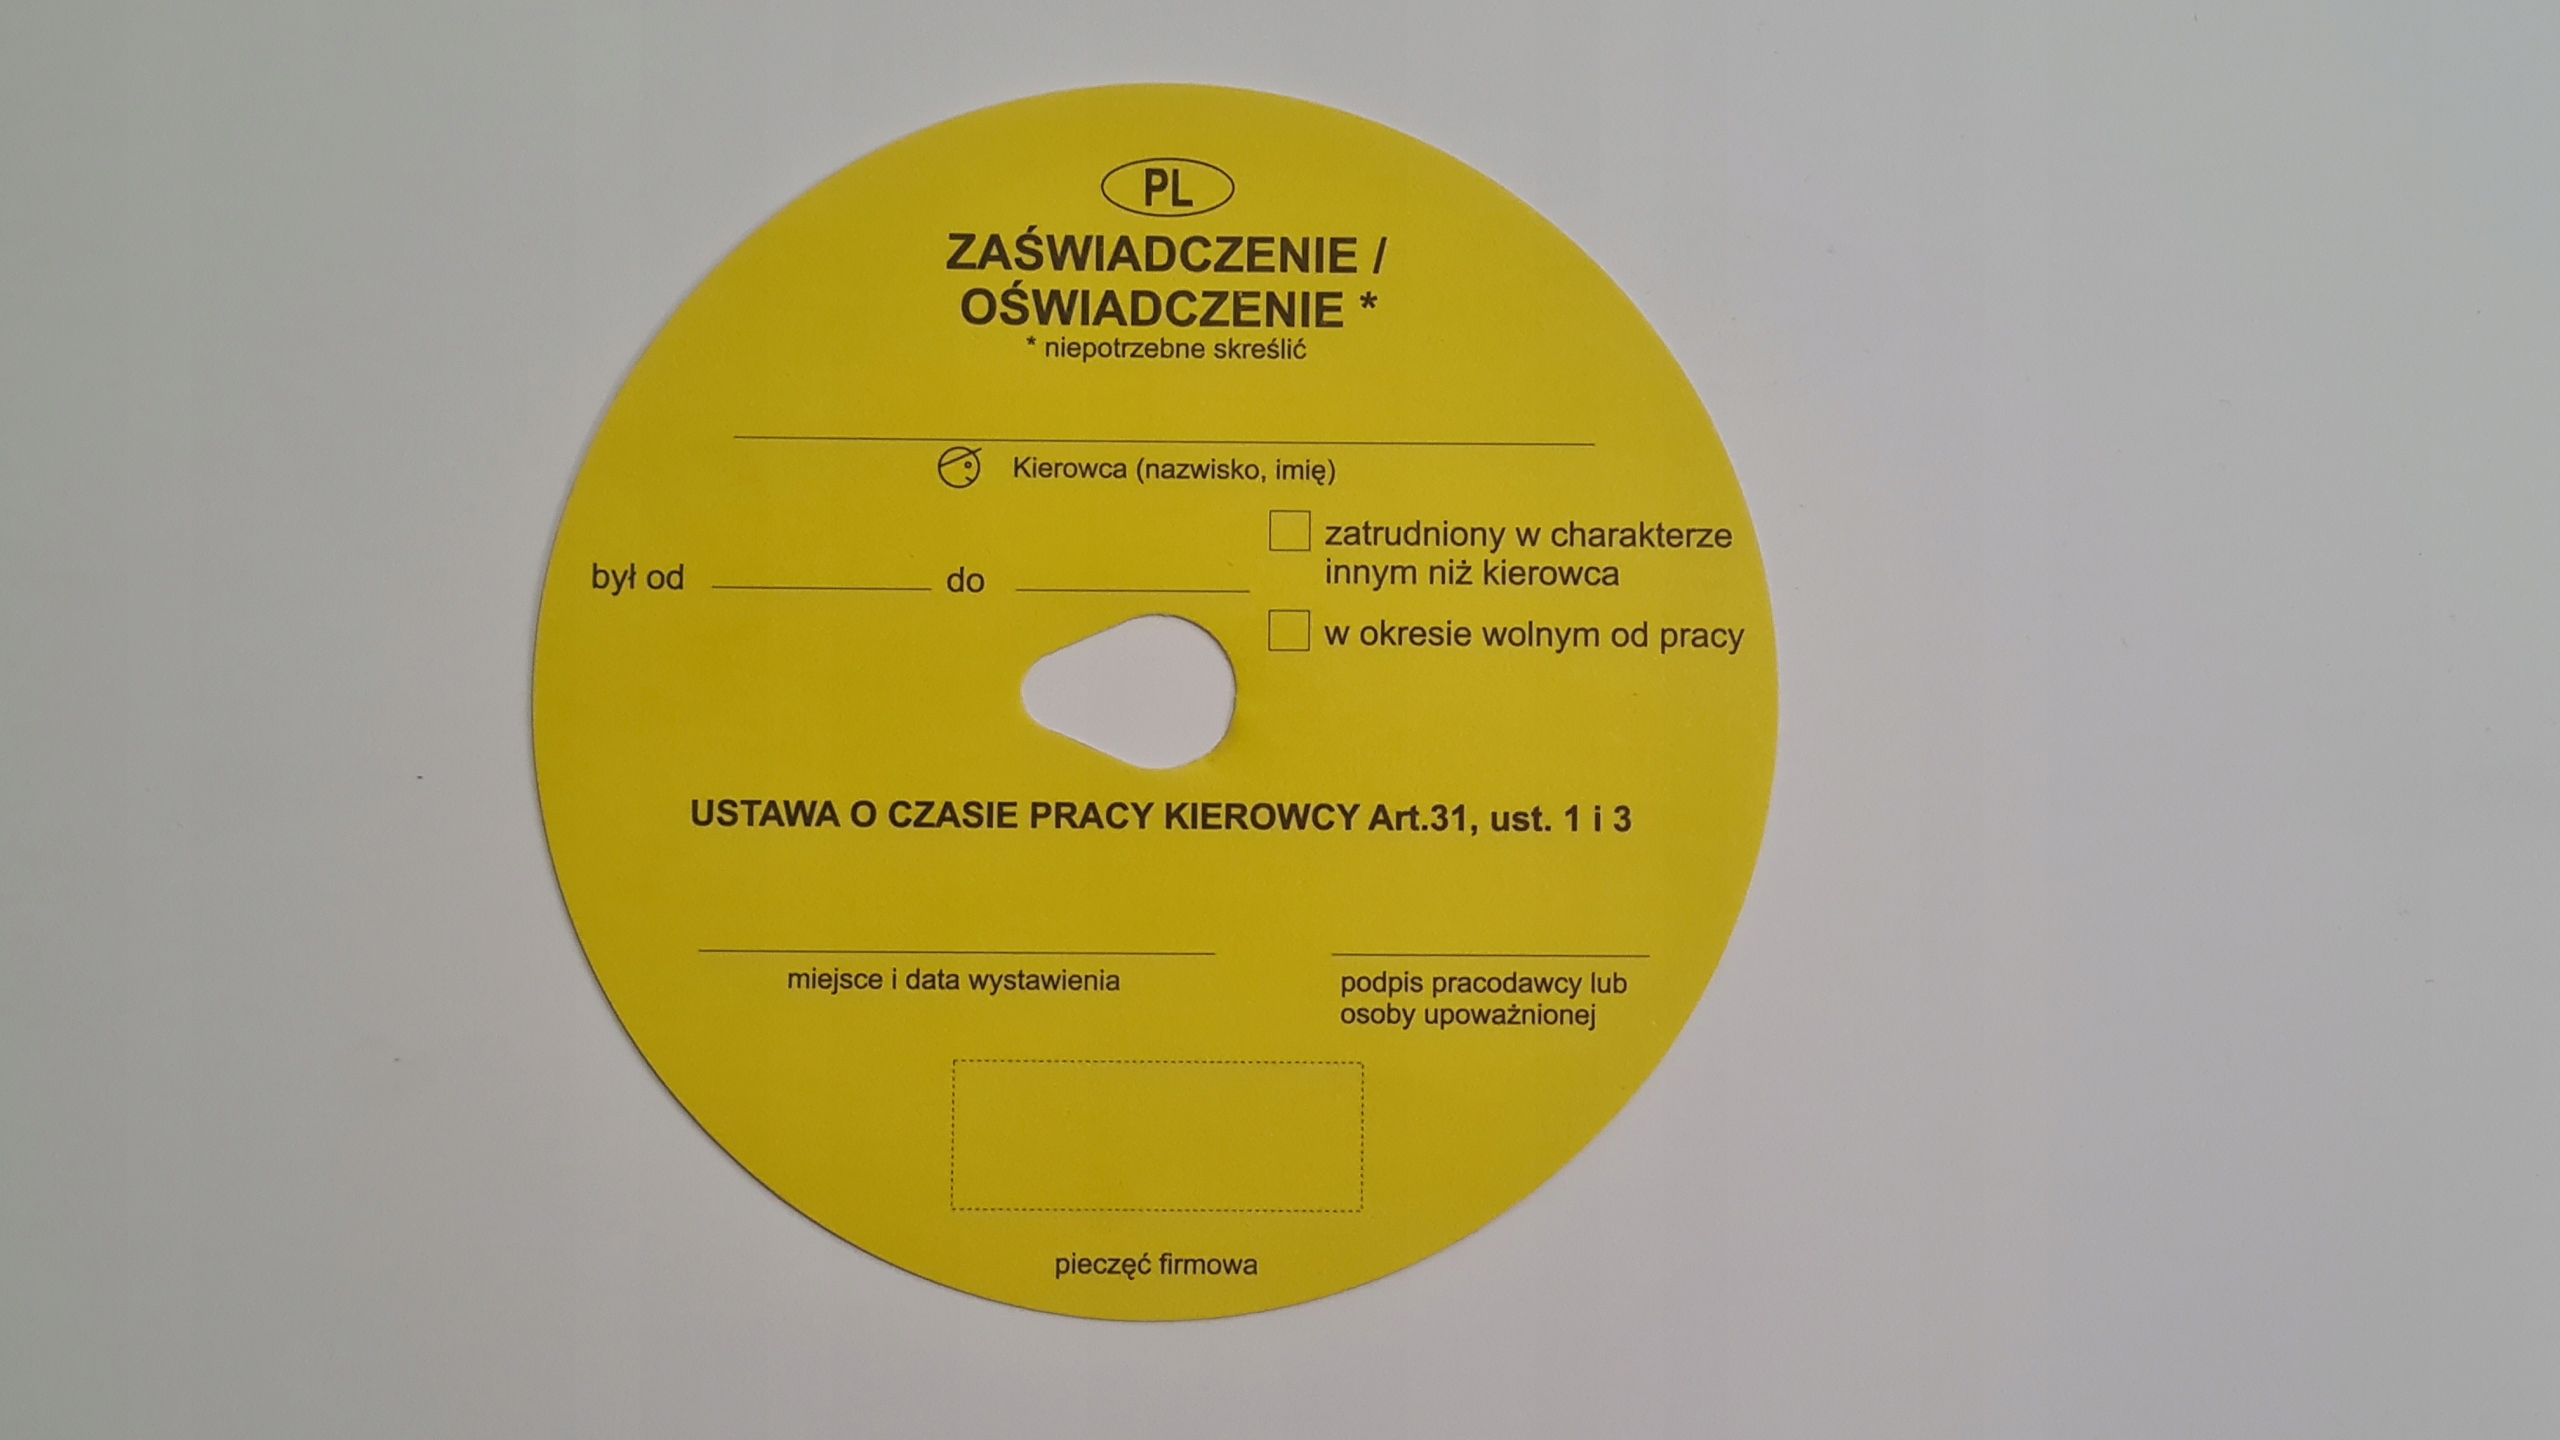 PL
ZAŚWIADCZENIE /
OŚWIADCZENIE *
* niepotrzebne skreślić
Kierowca (nazwisko, imię)
był od do
zatrudniony w charakterze
innym niż kierowca
w okresie wolnym od pracy
USTAWA O CZASIE PRACY KIEROWCY Art.31, ust. 1 i 3
miejsce i data wystawienia
podpis pracodawcy lub
osoby upoważnionej
pieczęć firmowa